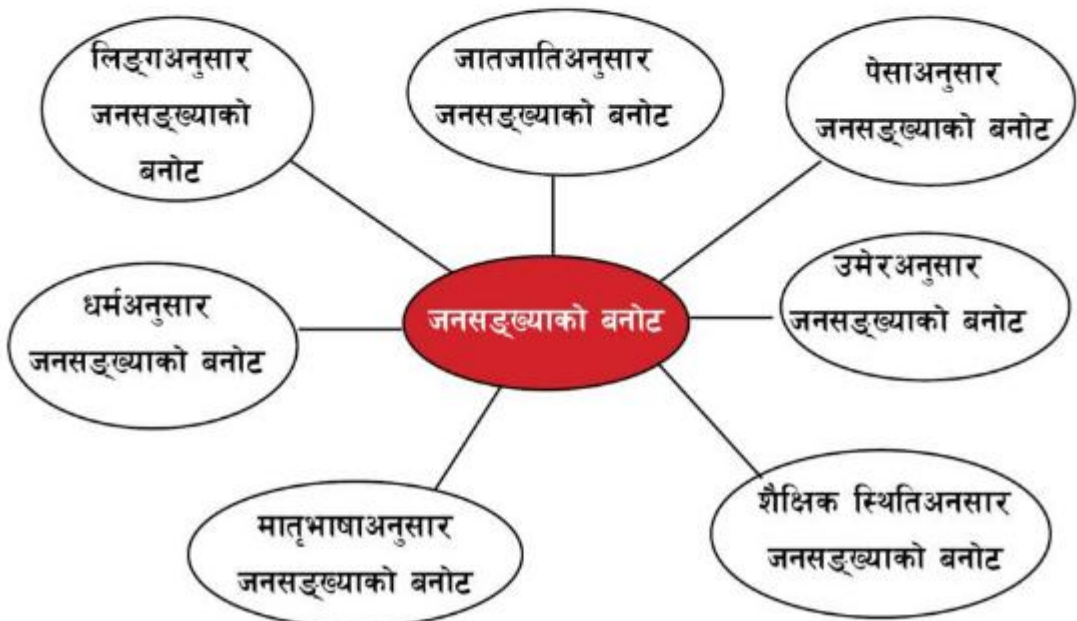 लिङ्गअनुसार
जनसङ्ख्याको
बनोट
जातजातिअनुसार
जनसङ्ख्याको बनोट
पेसाअनुसार
जनसङ्ख्याको बनोट
धर्मअनुसार
जनसङ्ख्याको बनोट
जनसङ्ख्याको बनोट
उमेरअनुसार
जनसङ्ख्याको बनोट
मातृभाषाअनुसार
जनसङ्ख्याको बनोट
शैक्षिक स्थितिअनसार
जनसङ्ख्याको बनोट